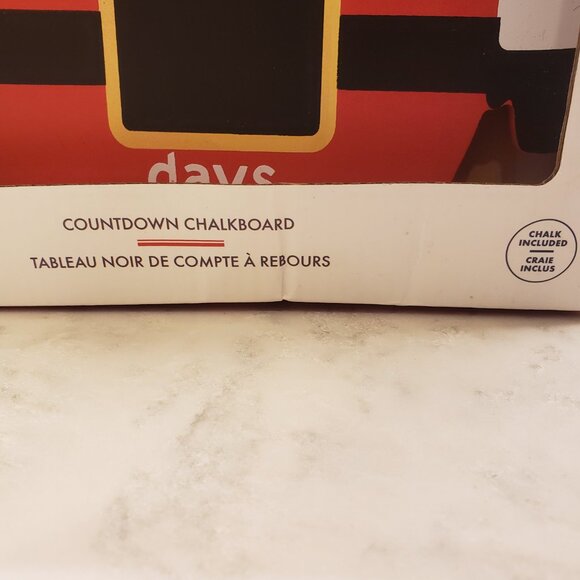 days
COUNTDOWN CHALKBOARD
TABLEAU NOIR DE COMPTE À REBOURS
CHALK
INCLUDED
CRAIE
INCLUS